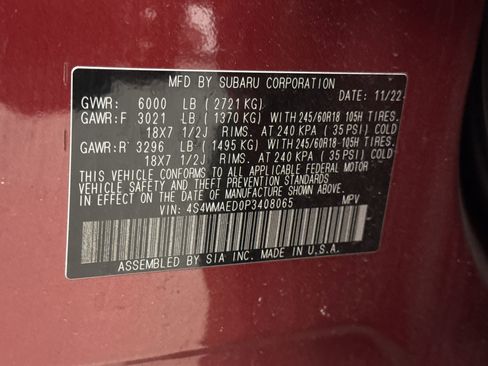 MFD BY SUBARU CORPORATION
GVWR: 6000 LB ( 2721 KG) DATE: 11/22
GAWR:F 3021 LB ( 1370 KG) WITH 245/60R18 105H TIRES.
18X7 1/2J RIMS. AT 240 KPA ( 35 PSI) COLD
GAWR:R 3296 LB ( 1495 KG) WITH 245/60R18 105H TIRES.
18X7 1/2J RIMS. AT 240 KPA ( 35 PSI) COLD
THIS VEHICLE CONFORMS TO ALL APPLICABLE FEDERAL MOTOR
VEHICLE SAFETY AND THEFT PREVENTION STANDARDS IN
EFFECT ON THE DATE OF MANUFACTURE SHOWN ABOVE.
VIN: 4S4WMAED0P3408065 MPV
ASSEMBLED BY SIA INC. MADE IN U.S.A.